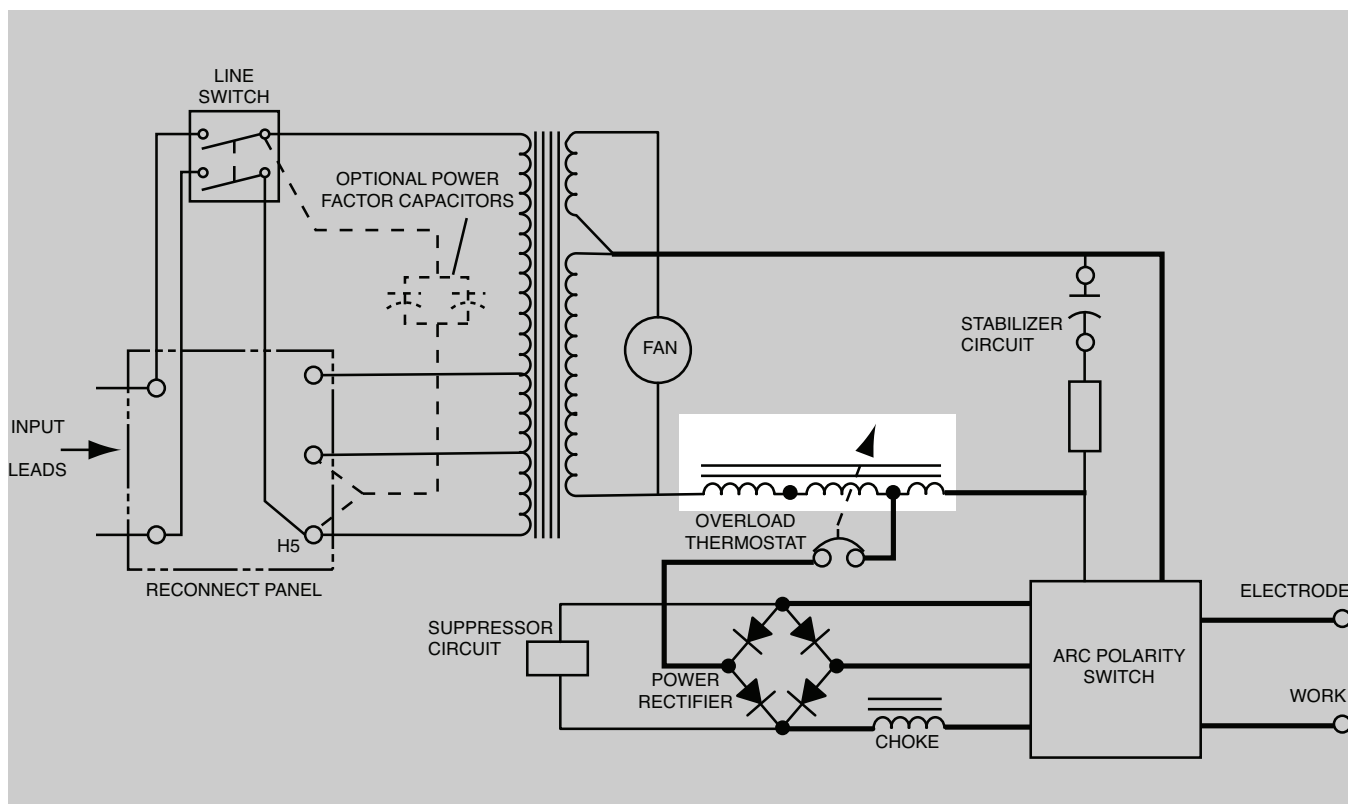 LINE
SWITCH
OPTIONAL POWER
FACTOR CAPACITORS
STABILIZER
CIRCUIT
FAN
INPUT
LEADS
H5
RECONNECT PANEL
OVERLOAD
THERMOSTAT
SUPPRESSOR
CIRCUIT
POWER
RECTIFIER
CHOKE
ARC POLARITY
SWITCH
ELECTRODE
WORK